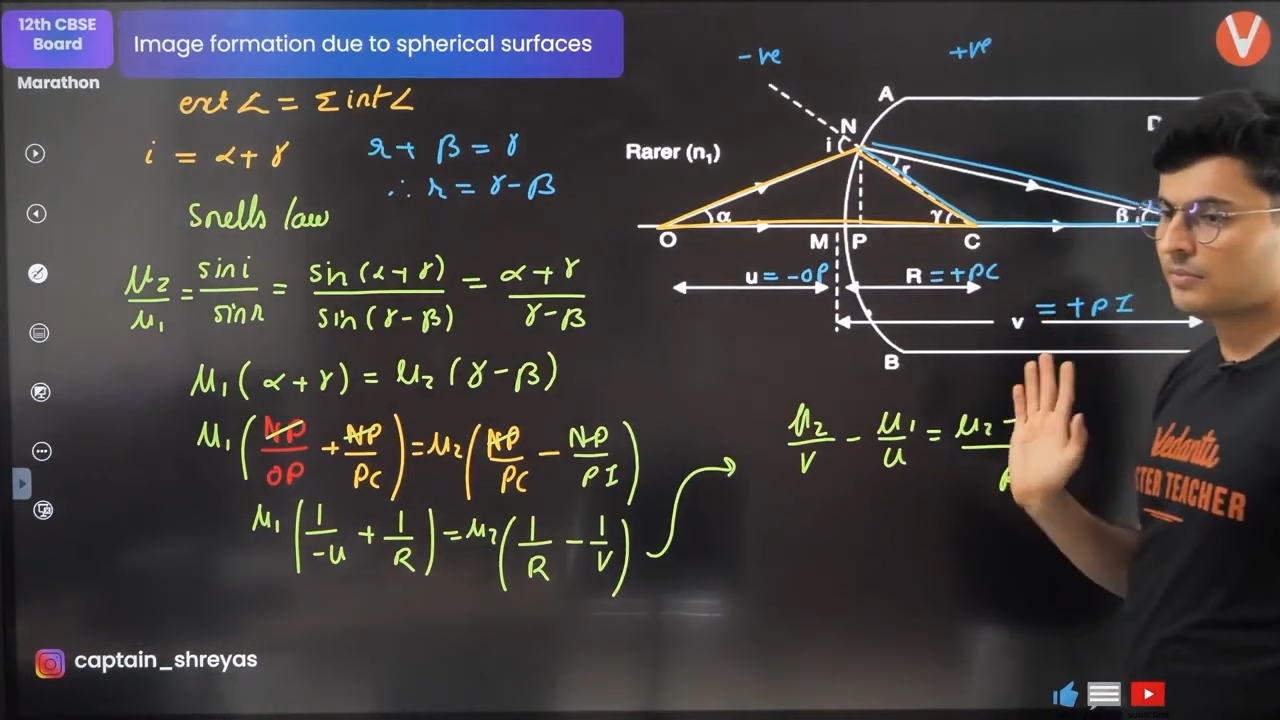 12th CBSE
Board
Marathon
Image formation due to spherical surfaces
ext ∠ = Σ int ∠
i = α + γ
r + β = γ
∴ r = γ - β
Snells law
μ2/μ1 = sin i/sin r = sin (α + γ)/sin (γ - β) = α + γ/γ - β
μ1 (α + γ) = μ2 (γ - β)
μ1 (NP/OP + NP/PC) = μ2 (NP/PC - NP/PI)
μ1 (1/-u + 1/R) = μ2 (1/R - 1/V)
μ2/V - μ1/u = μ2 -
-ve
+ve
A
D
N
i
Rarer (n1)
r
α
γ
β
O
M
P
C
u = -OP
R = +PC
v = +PI
B
Vedantu
TER TEACHER
captain_shreyas